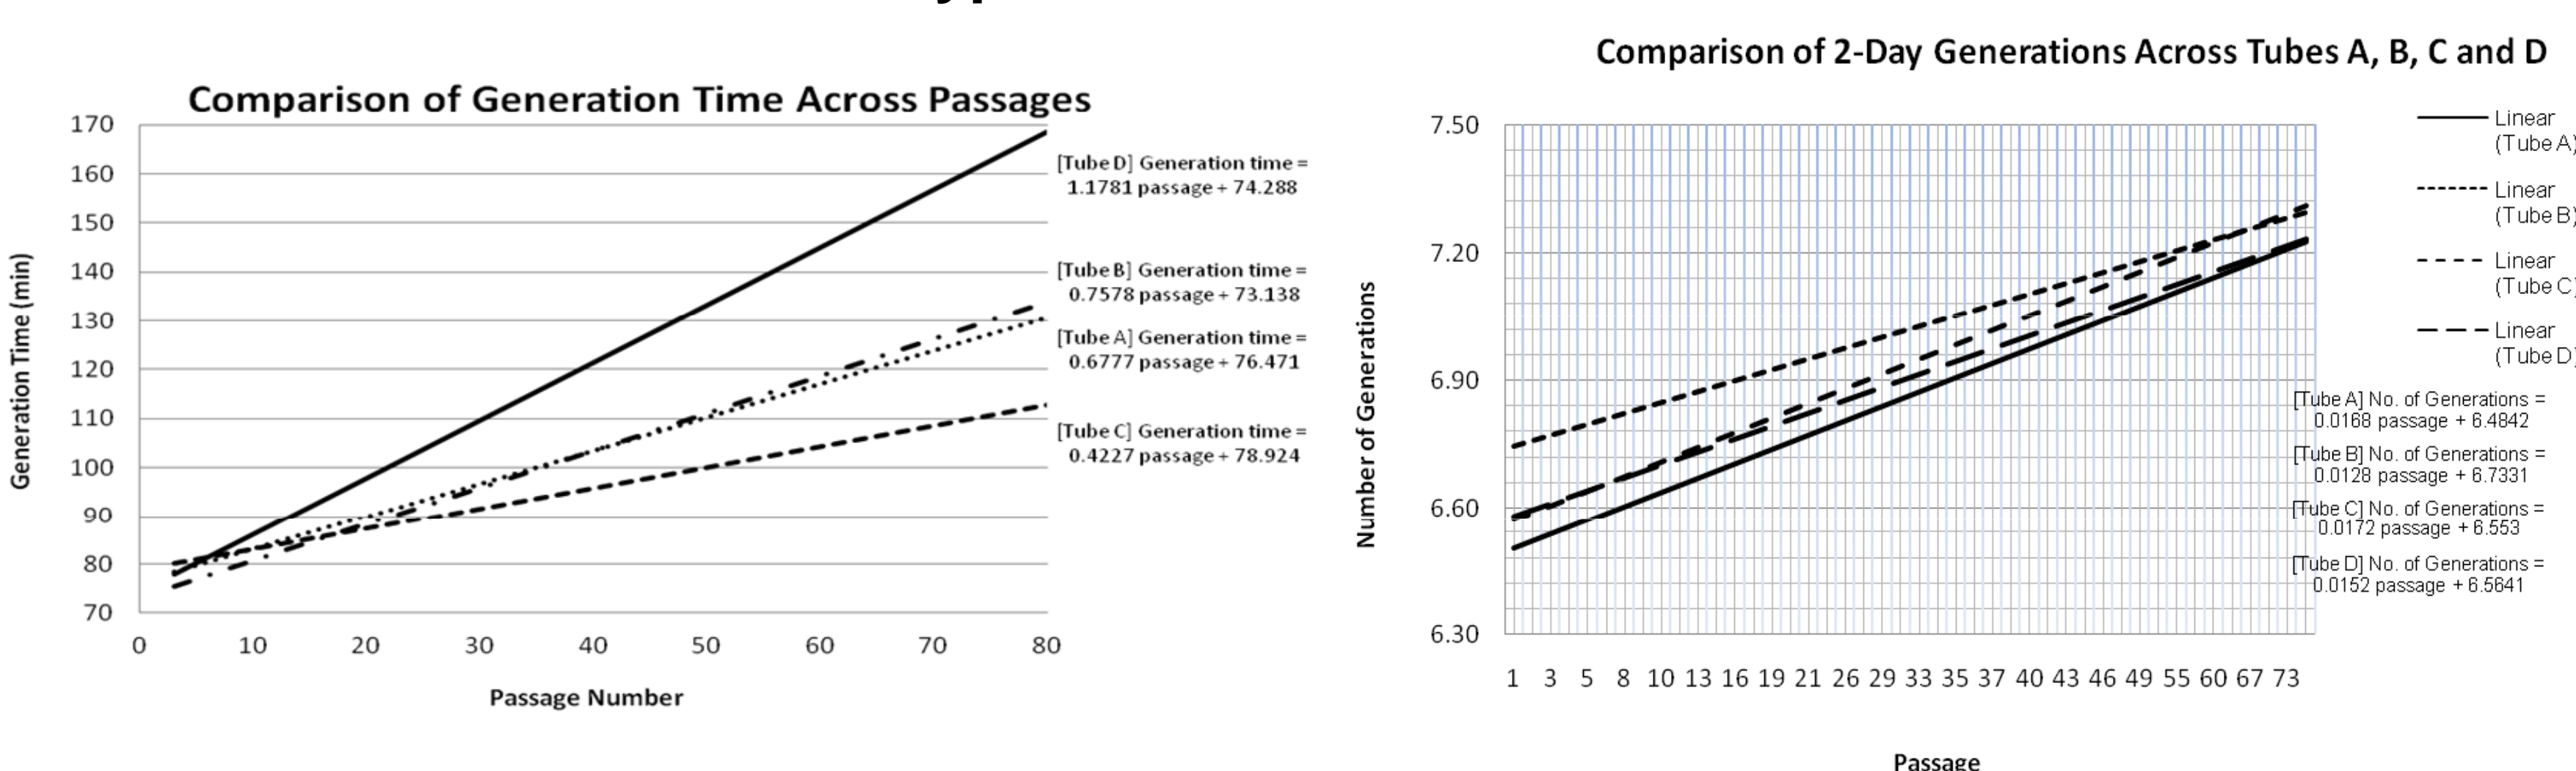 Comparison of Generation Time Across Passages
Generation Time (min)
170
160
150
140
130
120
110
100
90
80
70
0 10 20 30 40 50 60 70 80
Passage Number
[Tube D] Generation time =
1.1781 passage + 74.288
[Tube B] Generation time =
0.7578 passage + 73.138
[Tube A] Generation time =
0.6777 passage + 76.471
[Tube C] Generation time =
0.4227 passage + 78.924
Comparison of 2-Day Generations Across Tubes A, B, C and D
Number of Generations
7.50
7.20
6.90
6.60
6.30
1 3 5 8 10 13 16 19 21 26 29 33 35 37 40 43 46 49 55 60 67 73
Passage
Linear
(Tube A)
Linear
(Tube B)
Linear
(Tube C)
Linear
(Tube D)
[Tube A] No. of Generations =
0.0168 passage + 6.4842
[Tube B] No. of Generations =
0.0128 passage + 6.7331
[Tube C] No. of Generations =
0.0172 passage + 6.553
[Tube D] No. of Generations =
0.0152 passage + 6.5641